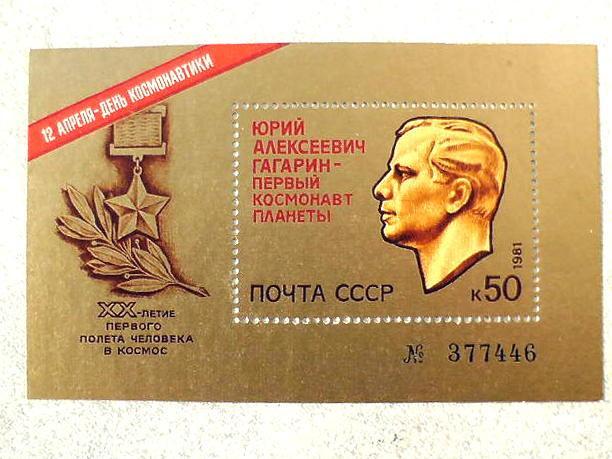 12 АПРЕЛЯ-ДЕНЬ КОСМОНАВТИКИ
ЮРИЙ
АЛЕКСЕЕВИЧ
ГАГАРИН-
ПЕРВЫЙ
КОСМОНАВТ
ПЛАНЕТЫ
1981
ПОЧТА СССР
к50
XX-ЛЕТИЕ
ПЕРВОГО
ПОЛЕТА ЧЕЛОВЕКА
В КОСМОС
№ 377446